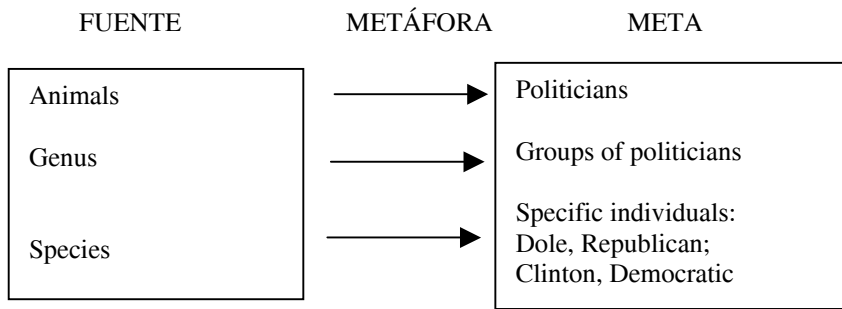 FUENTE METÁFORA META
Animals
Politicians
Genus
Groups of politicians
Species
Specific individuals:
Dole, Republican;
Clinton, Democratic